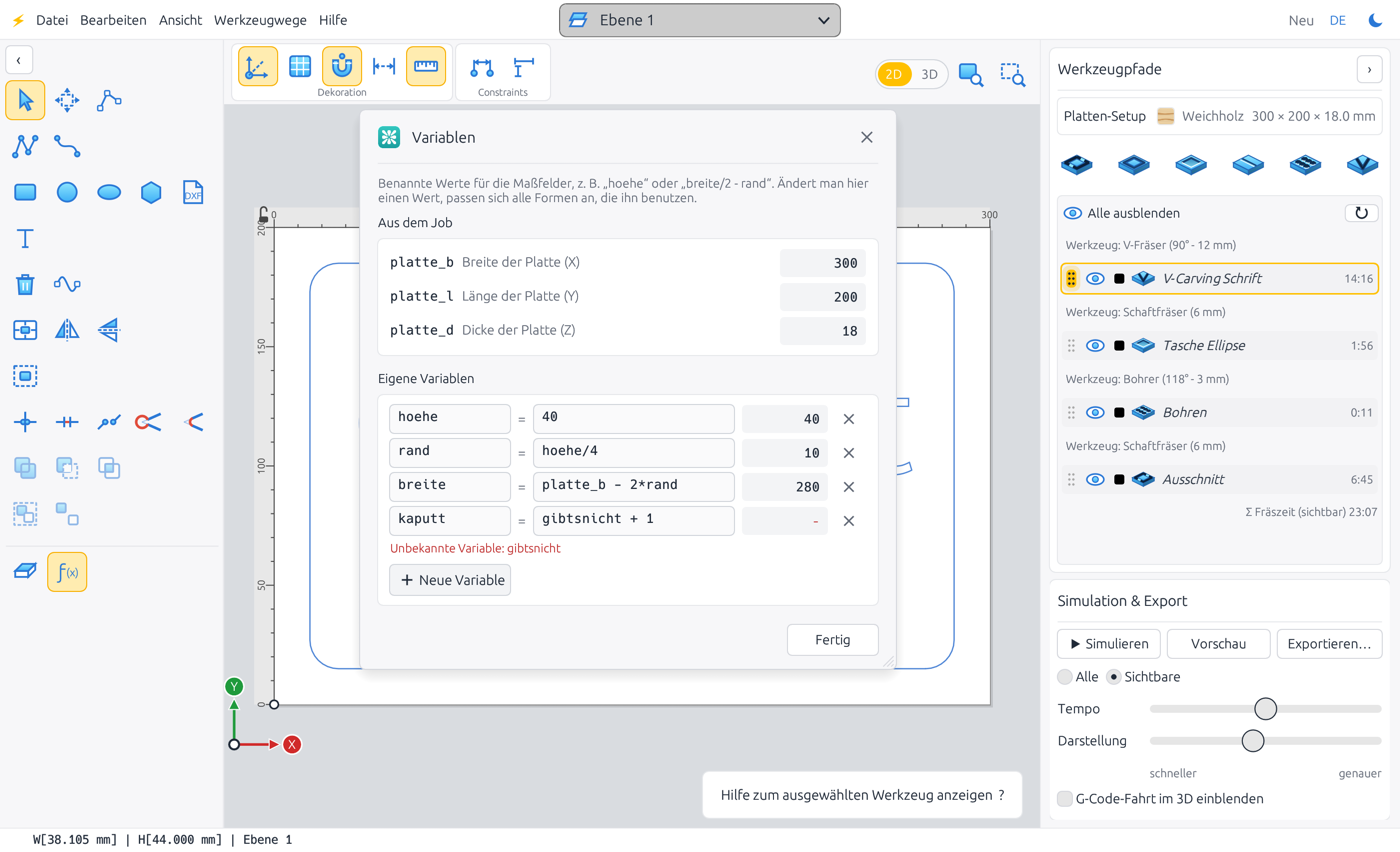 Datei Bearbeiten Ansicht Werkzeugwege Hilfe
Ebene 1
Neu DE
Dekoration
Constraints
2D 3D
DXF
f(x)
Werkzeugpfade
Platten-Setup Weichholz 300 × 200 × 18.0 mm
Alle ausblenden
Werkzeug: V-Fräser (90° - 12 mm)
V-Carving Schrift 14:16
Werkzeug: Schaftfräser (6 mm)
Tasche Ellipse 1:56
Werkzeug: Bohrer (118° - 3 mm)
Bohren 0:11
Werkzeug: Schaftfräser (6 mm)
Ausschnitt 6:45
Σ Fräszeit (sichtbar) 23:07
Simulation & Export
Simulieren Vorschau Exportieren…
Alle Sichtbare
Tempo
Darstellung
schneller genauer
G-Code-Fahrt im 3D einblenden
Variablen
Benannte Werte für die Maßfelder, z. B. „hoehe“ oder „breite/2 - rand“. Ändert man hier
einen Wert, passen sich alle Formen an, die ihn benutzen.
Aus dem Job
platte_b Breite der Platte (X) 300
platte_l Länge der Platte (Y) 200
platte_d Dicke der Platte (Z) 18
Eigene Variablen
hoehe = 40 40
rand = hoehe/4 10
breite = platte_b - 2*rand 280
kaputt = gibtsnicht + 1 -
Unbekannte Variable: gibtsnicht
+ Neue Variable
Fertig
0 300
200
150
100
50
0
Y
X
Hilfe zum ausgewählten Werkzeug anzeigen ?
W[38.105 mm] | H[44.000 mm] | Ebene 1